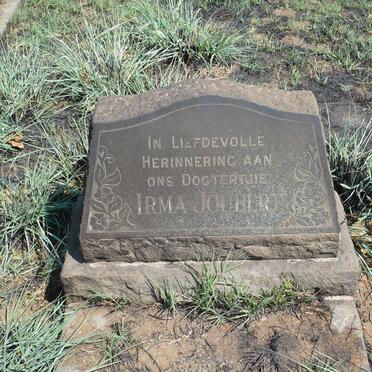 In Liefdevolle
Herinnering aan
ons Dogtertjie
Irma Joubert